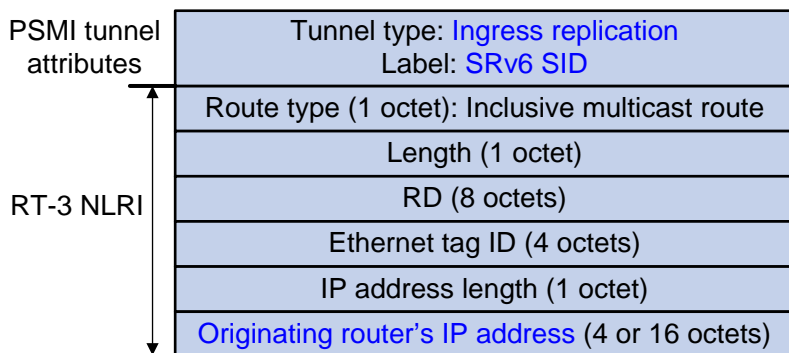 PSMI tunnel
attributes
Tunnel type: Ingress replication
Label: SRv6 SID
RT-3 NLRI
Route type (1 octet): Inclusive multicast route
Length (1 octet)
RD (8 octets)
Ethernet tag ID (4 octets)
IP address length (1 octet)
Originating router's IP address (4 or 16 octets)